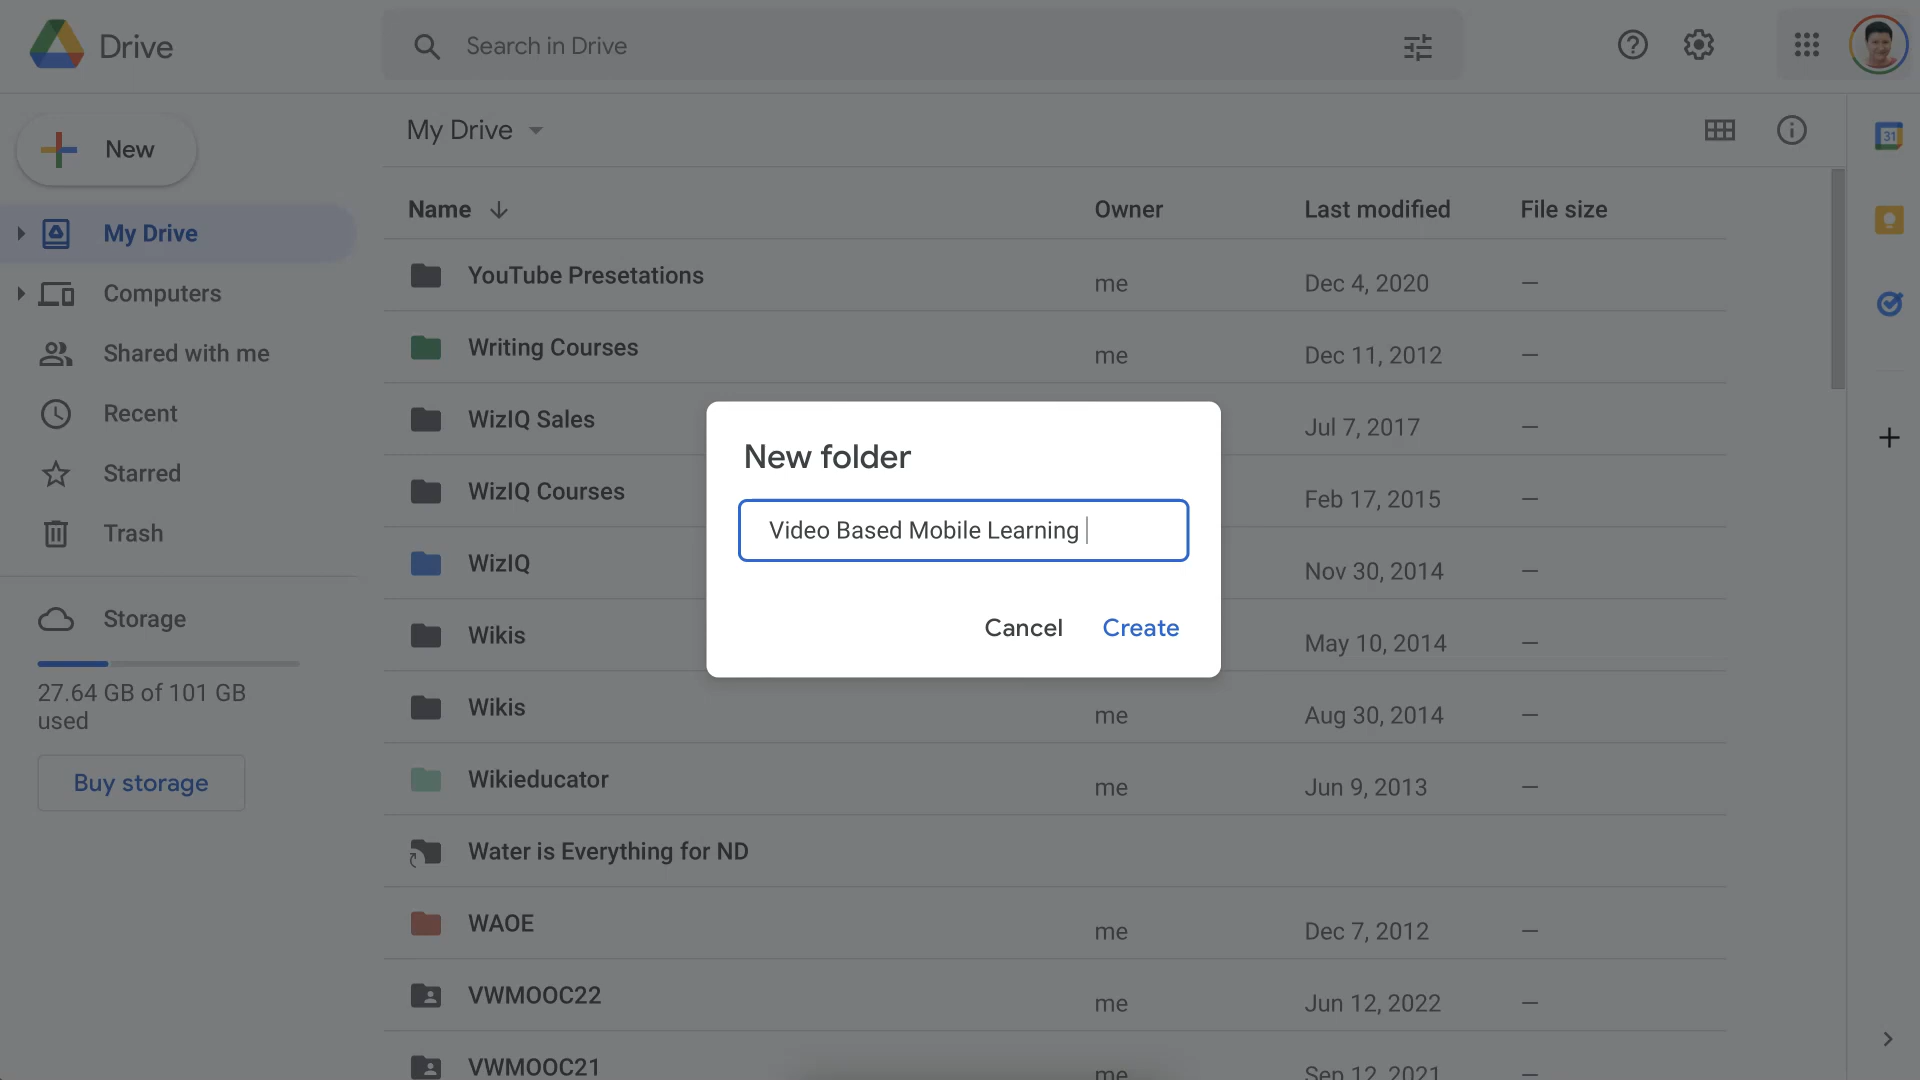 Drive
Search in Drive
New
My Drive
Computers
Shared with me
Recent
Starred
Trash
Storage
27.64 GB of 101 GB
used
Buy storage
My Drive
Name Owner Last modified File size
YouTube Presetations me Dec 4, 2020 —
Writing Courses me Dec 11, 2012 —
WizIQ Sales Jul 7, 2017 —
WizIQ Courses Feb 17, 2015 —
WizIQ Nov 30, 2014 —
Wikis May 10, 2014 —
Wikis me Aug 30, 2014 —
Wikieducator me Jun 9, 2013 —
Water is Everything for ND
WAOE me Dec 7, 2012 —
VWMOOC22 me Jun 12, 2022 —
VWMOOC21 me Sep 12, 2021 —
New folder
Video Based Mobile Learning
Cancel Create
31